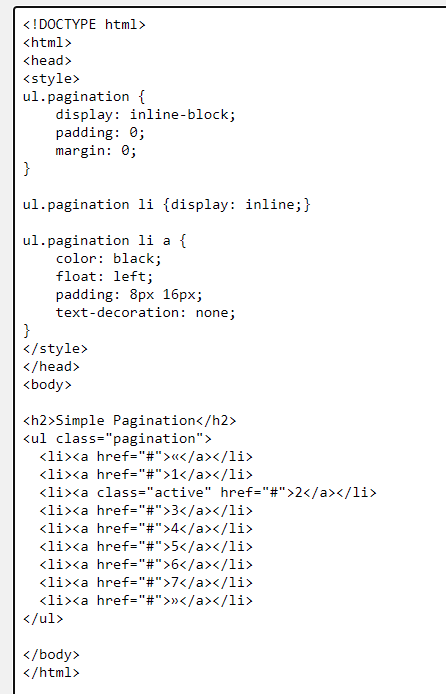 <!DOCTYPE html>
<html>
<head>
<style>
ul.pagination {
    display: inline-block;
    padding: 0;
    margin: 0;
}

ul.pagination li {display: inline;}

ul.pagination li a {
    color: black;
    float: left;
    padding: 8px 16px;
    text-decoration: none;
}
</style>
</head>
<body>

<h2>Simple Pagination</h2>
<ul class="pagination">
  <li><a href="#">«</a></li>
  <li><a href="#">1</a></li>
  <li><a class="active" href="#">2</a></li>
  <li><a href="#">3</a></li>
  <li><a href="#">4</a></li>
  <li><a href="#">5</a></li>
  <li><a href="#">6</a></li>
  <li><a href="#">7</a></li>
  <li><a href="#">»</a></li>
</ul>

</body>
</html>